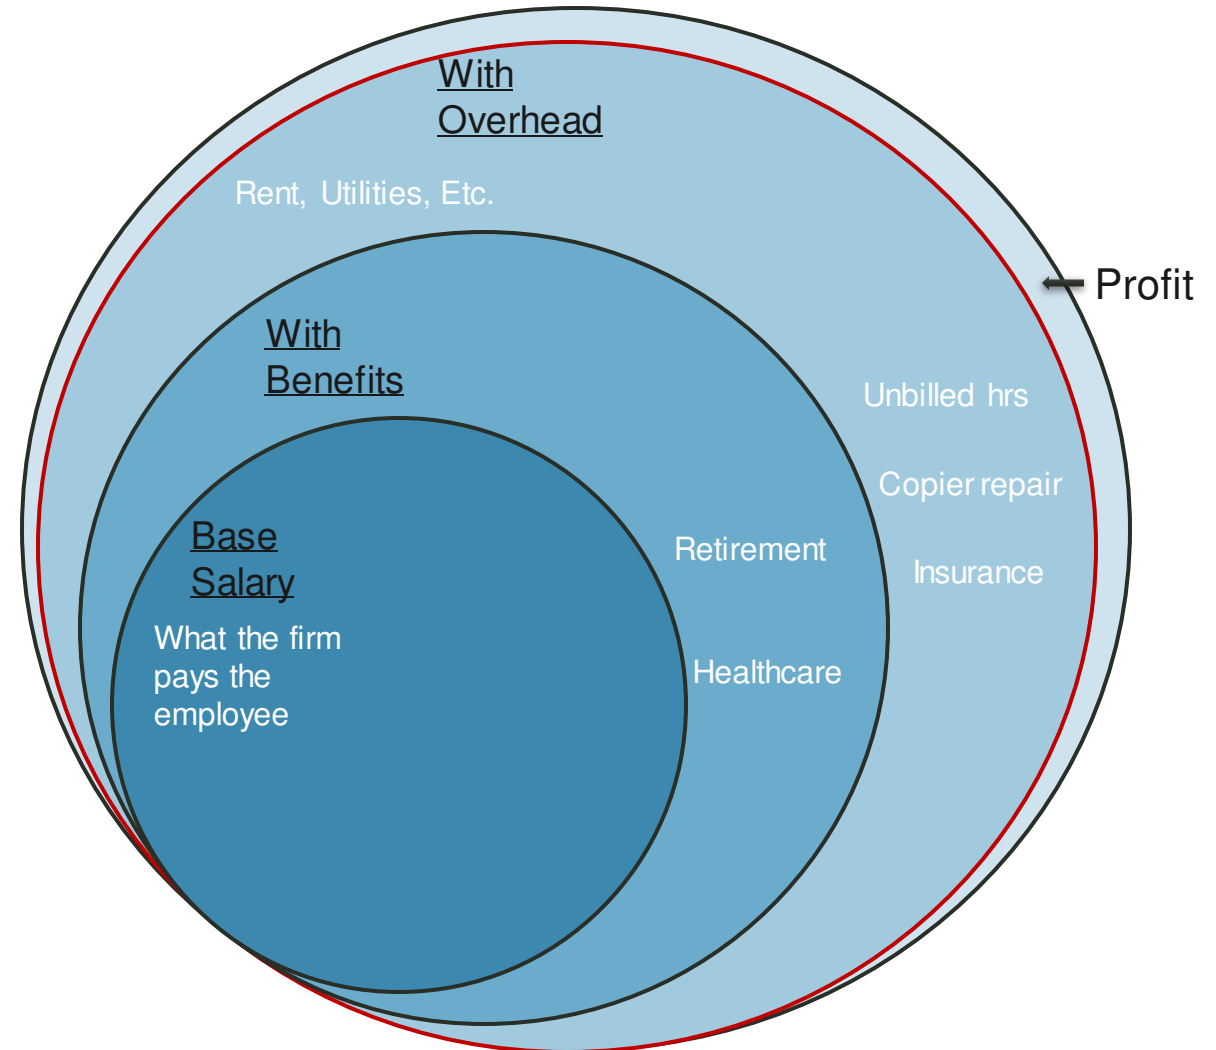 With
Overhead
Rent, Utilities, Etc.
Profit
With
Benefits
Unbilled hrs
Copier repair
Base
Salary
Retirement
Insurance
What the firm
pays the
employee
Healthcare